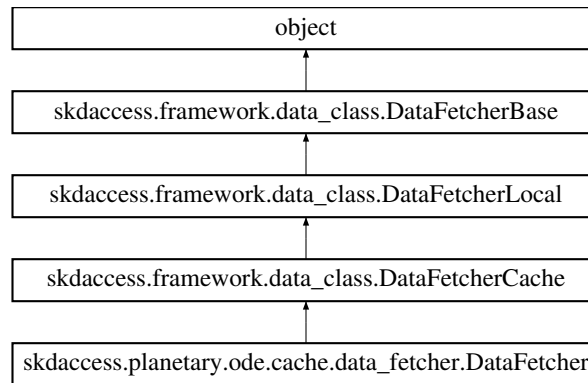 object
skdaccess.framework.data_class.DataFetcherBase
skdaccess.framework.data_class.DataFetcherLocal
skdaccess.framework.data_class.DataFetcherCache
skdaccess.planetary.ode.cache.data_fetcher.DataFetcher